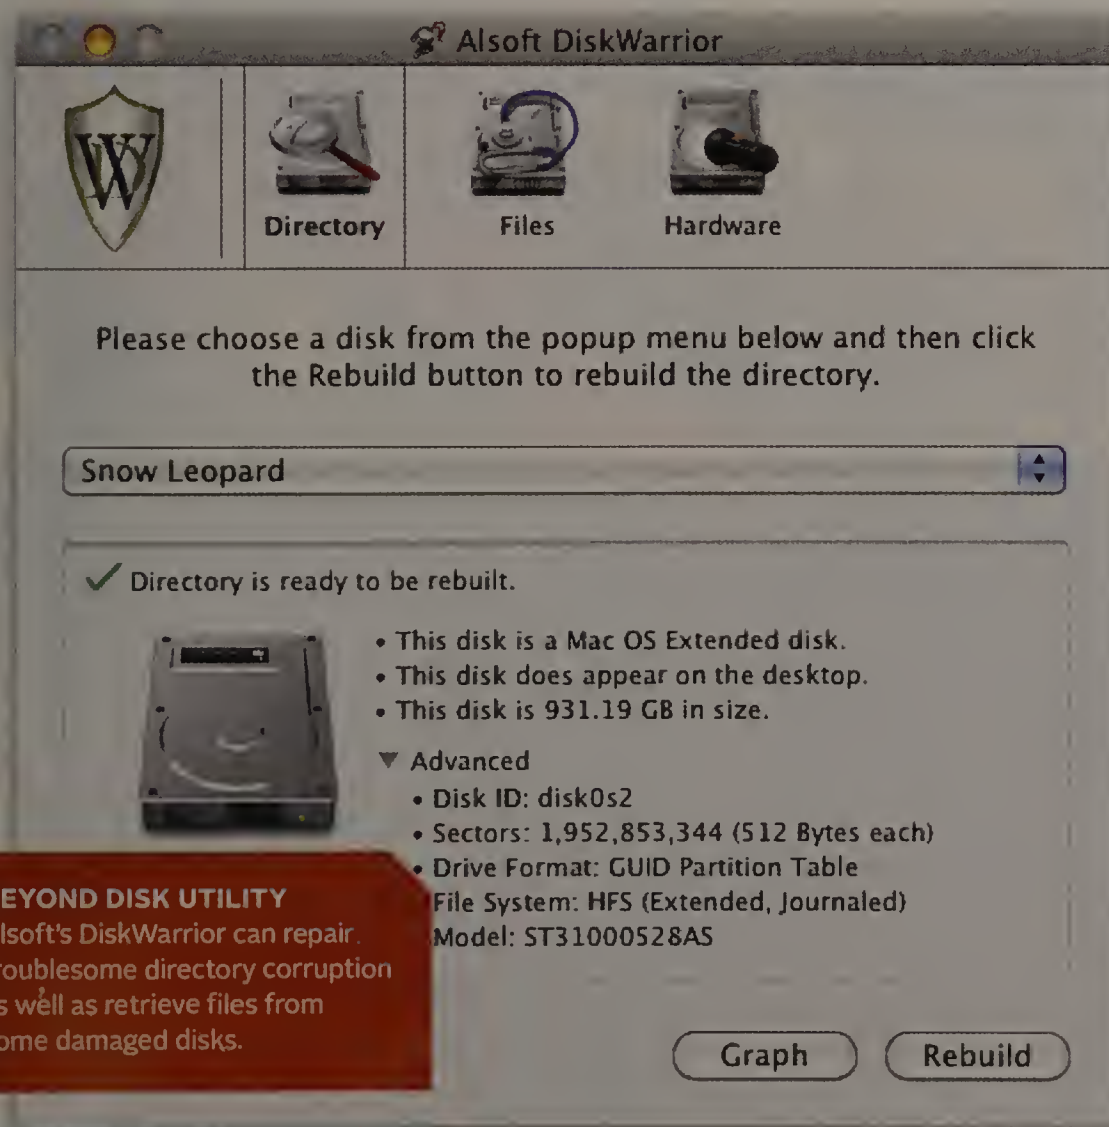 Alsoft DiskWarrior
Directory
Files
Hardware
Please choose a disk from the popup menu below and then click
the Rebuild button to rebuild the directory.
Snow Leopard
Directory is ready to be rebuilt.
• This disk is a Mac OS Extended disk.
• This disk does appear on the desktop.
• This disk is 931.19 GB in size.
▼ Advanced
• Disk ID: disk0s2
• Sectors: 1,952,853,344 (512 Bytes each)
• Drive Format: GUID Partition Table
File System: HFS (Extended, Journaled)
Model: ST31000528AS
EYOND DISK UTILITY
lsoft's DiskWarrior can repair
roublesome directory corruption
s well as retrieve files from
ome damaged disks.
Graph
Rebuild